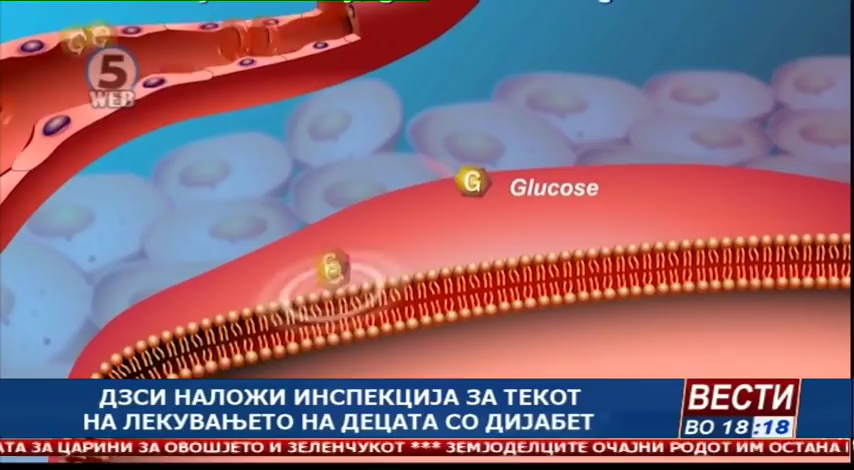 5
WEB
G
Glucose
G
ДЗСИ НАЛОЖИ ИНСПЕКЦИЈА ЗА ТЕКОТ
НА ЛЕКУВАЊЕТО НА ДЕЦАТА СО ДИЈАБЕТ
ВЕСТИ
ВО 18:18
АТА ЗА ЦАРИНИ ЗА ОВОШЈЕТО И ЗЕЛЕНЧУКОТ *** ЗЕМЈОДЕЛЦИТЕ ОЧАЈНИ РОДОТ ИМ ОСТАНА